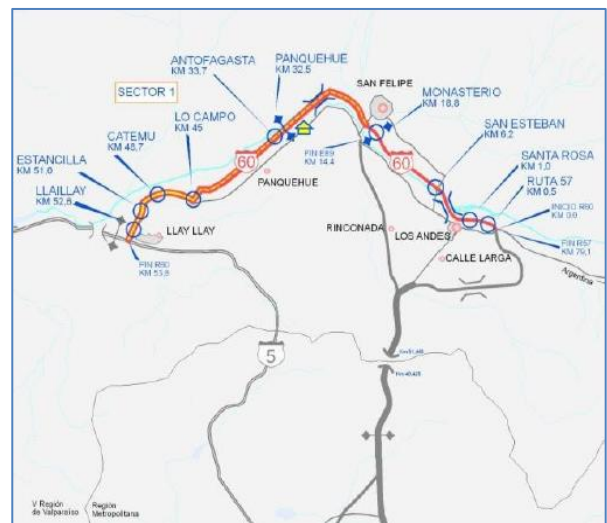 ANTOFAGASTA
KM 33,7
PANQUEHUE
KM 32,5
SECTOR 1
SAN FELIPE
MONASTERIO
KM 18,8
LO CAMPO
KM 45
CATEMU
KM 48,7
SAN ESTEBAN
KM 6,2
ESTANCILLA
KM 51,0
60
FIN E89
KM 14,4
60
SANTA ROSA
KM 1,0
LLAILLAY
KM 52,6
PANQUEHUE
RUTA 57
KM 0,5
INICIO R60
KM 0,0
LLAY LLAY
RINCONADA
LOS ANDES
FIN R57
KM 79,1
CALLE LARGA
FIN R60
Argentina
5
V Región
de Valparaíso
Región
Metropolitana